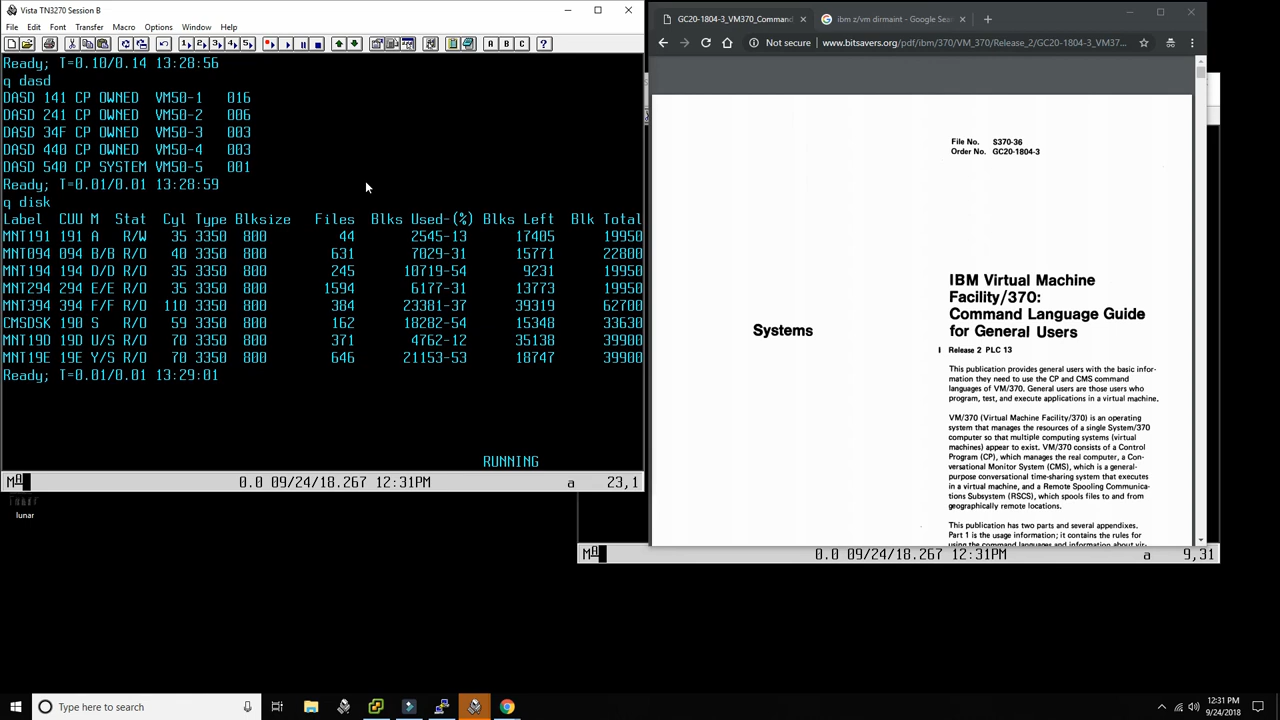 Vista TN3270 Session B
File Edit Font Transfer Macro Options Window Help
A B C ?
Ready; T=0.10/0.14 13:28:56
q dasd
DASD 141 CP OWNED VM50-1 016
DASD 241 CP OWNED VM50-2 006
DASD 34F CP OWNED VM50-3 003
DASD 440 CP OWNED VM50-4 003
DASD 540 CP SYSTEM VM50-5 001
Ready; T=0.01/0.01 13:28:59
q disk
Label CUU M Stat Cyl Type Blksize Files Blks Used-(%) Blks Left Blk Total
MNT191 191 A R/W 35 3350 800 44 2545-13 17405 19950
MNT094 094 B/B R/O 40 3350 800 631 7029-31 15771 22800
MNT194 194 D/D R/O 35 3350 800 245 10719-54 9231 19950
MNT294 294 E/E R/O 35 3350 800 1594 6177-31 13773 19950
MNT394 394 F/F R/O 110 3350 800 384 23381-37 39319 62700
CMSDSK 190 S R/O 59 3350 800 162 18282-54 15348 33630
MNT19D 19D U/S R/O 70 3350 800 371 4762-12 35138 39900
MNT19E 19E Y/S R/O 70 3350 800 646 21153-53 18747 39900
Ready; T=0.01/0.01 13:29:01
RUNNING
0.0 09/24/18.267 12:31PM a 23,1
lunar
GC20-1804-3_VM370_Command
ibm z/vm dirmaint - Google Sea
Not secure www.bitsavers.org/pdf/ibm/370/VM_370/Release_2/GC20-1804-3_VM37...
File No. S370-36
Order No. GC20-1804-3
Systems
IBM Virtual Machine
Facility/370:
Command Language Guide
for General Users
Release 2 PLC 13
This publication provides general users with the basic infor-
mation they need to use the CP and CMS command
languages of VM/370. General users are those users who
program, test, and execute applications in a virtual machine.
VM/370 (Virtual Machine Facility/370) is an operating
system that manages the resources of a single System/370
computer so that multiple computing systems (virtual
machines) appear to exist. VM/370 consists of a Control
Program (CP), which manages the real computer, a Con-
versational Monitor System (CMS), which is a general-
purpose conversational time-sharing system that executes
in a virtual machine, and a Remote Spooling Communica-
tions Subsystem (RSCS), which spools files to and from
geographically remote locations.
This publication has two parts and several appendixes.
Part 1 is the usage information; it contains the rules for
using the command languages and information about vir-
0.0 09/24/18.267 12:31PM a 9,31
Type here to search
12:31 PM
9/24/2018